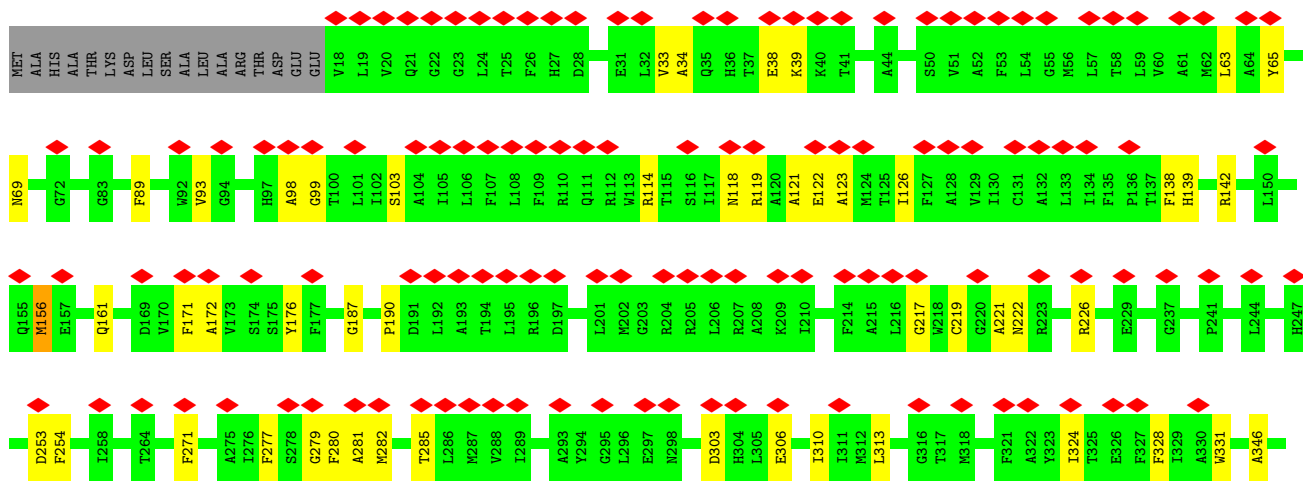 MET ALA HIS ALA THR LYS ASP LEU SER ALA LEU ALA ARG THR ASP GLU GLU V18 L19 V20 Q21 G22 G23 L24 T25 F26 H27 D28 E31 L32 V33 A34 Q35 H36 T37 E38 K39 K40 T41 A44 S50 V51 A52 F53 L54 G55 M56 L57 T58 L59 V60 A61 M62 L63 A64 Y65
N69 G72 G83 F89 W92 V93 G94 H97 A98 G99 T100 L101 I102 S103 A104 I105 L106 F107 L108 F109 R110 Q111 R112 W113 R114 T115 S116 I117 N118 R119 A120 A121 E122 A123 M124 T125 I126 F127 A128 V129 I130 C131 A132 L133 I134 F135 P136 T137 F138 H139 R142 L150
Q155 M156 E157 Q161 D169 V170 F171 A172 V173 S174 S175 Y176 F177 G187 P190 D191 L192 A193 T194 L195 R196 D197 L201 M202 G203 R204 R205 L206 R207 A208 K209 I210 F214 A215 L216 G217 W218 C219 G220 A221 N222 R223 R226 E229 G237 P241 L244 H247
D253 F254 I258 T264 F271 A275 I276 F277 S278 G279 F280 A281 M282 T285 L286 M287 V288 I289 A293 Y294 G295 L296 E297 N298 D303 H304 L305 E306 I310 I311 M312 L313 G316 T317 M318 F321 A322 Y323 I324 T325 E326 F327 F328 I329 A330 W331 A346